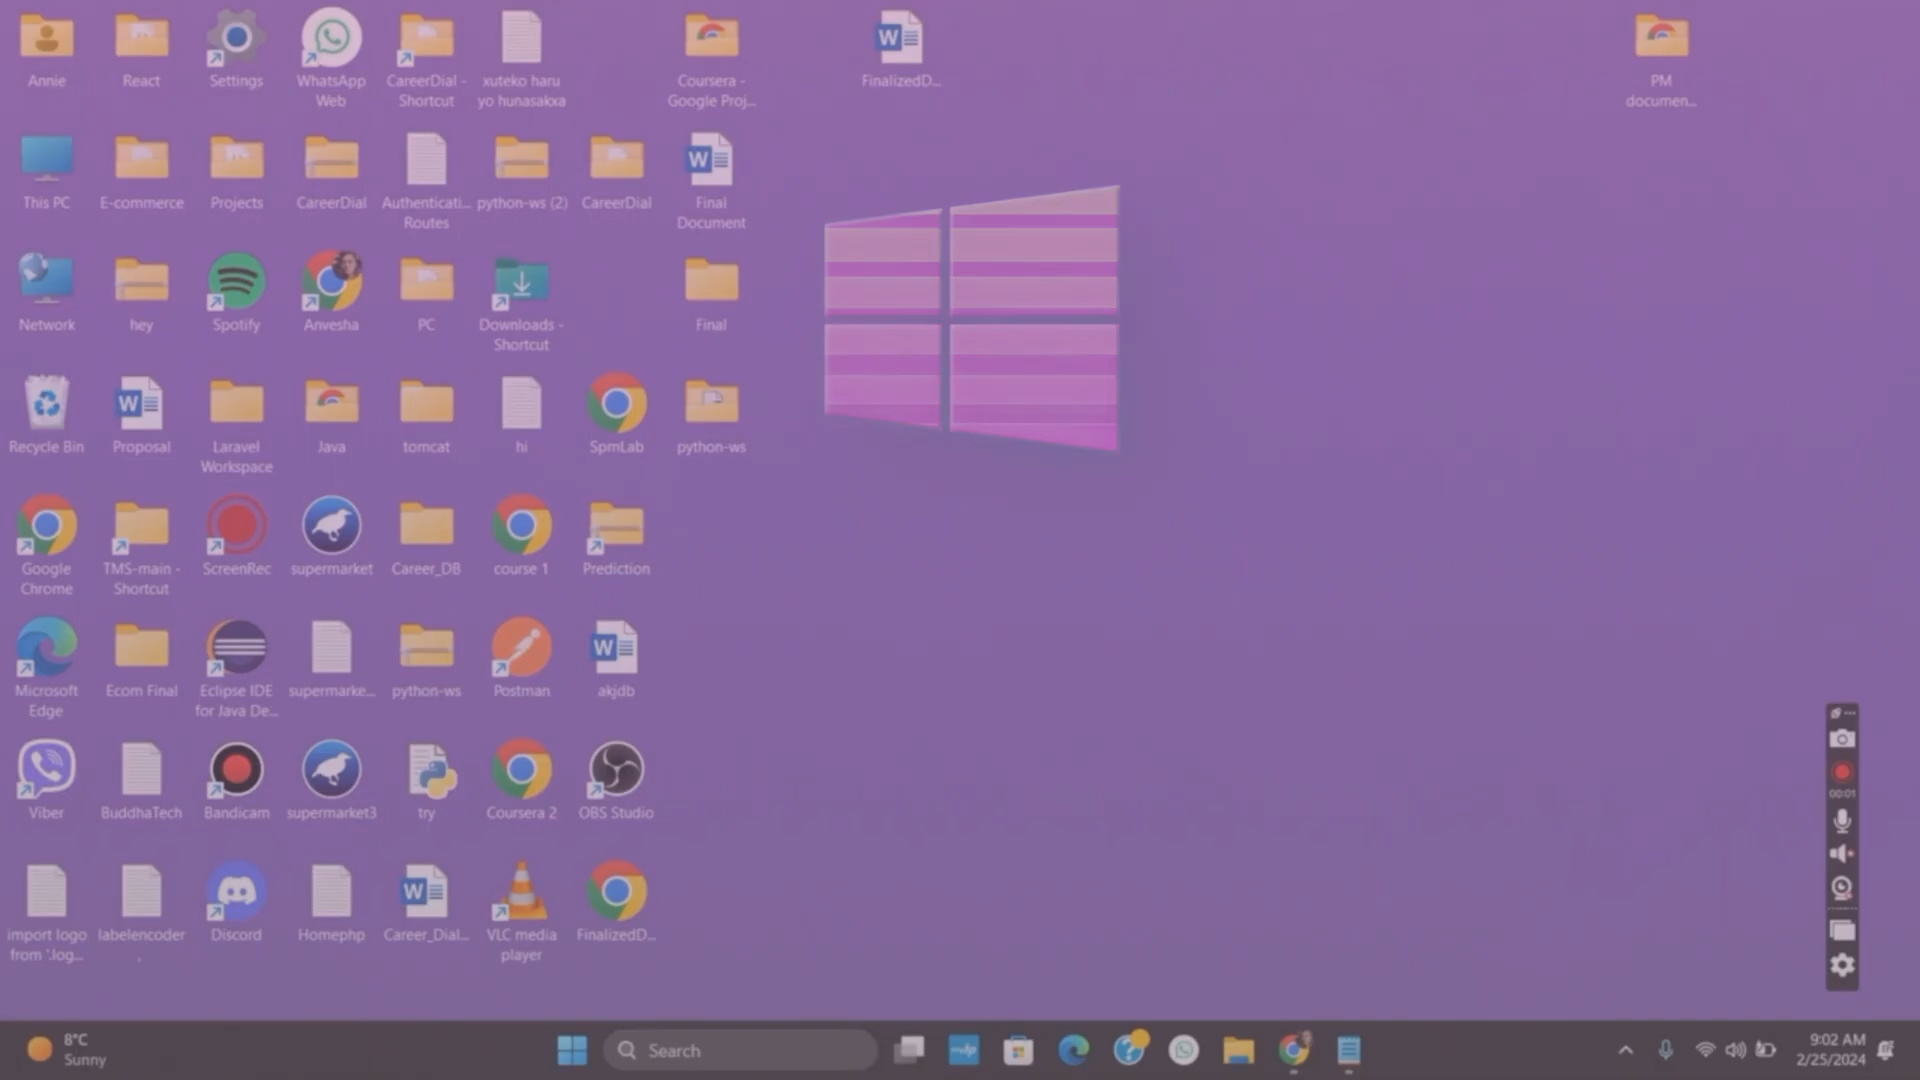 Annie
React
Settings
WhatsApp
Web
CareerDial -
Shortcut
xuteko haru
yo hunasakxa
Coursera -
Google Proj...
FinalizedD...
PM
documen...
This PC
E-commerce
Projects
CareerDial
Authenticati...
Routes
python-ws (2)
CareerDial
Final
Document
Network
hey
Spotify
Anvesha
PC
Downloads -
Shortcut
Final
Recycle Bin
Proposal
Laravel
Workspace
Java
tomcat
hi
SpmLab
python-ws
Google
Chrome
TMS-main -
Shortcut
ScreenRec
supermarket
Career_DB
course 1
Prediction
Microsoft
Edge
Ecom Final
Eclipse IDE
for Java De...
supermarke...
python-ws
Postman
akjdb
Viber
BuddhaTech
Bandicam
supermarket3
try
Coursera 2
OBS Studio
import logo
from '.log...
labelencoder
,
Discord
Homephp
Career_Dial...
VLC media
player
FinalizedD...
00:01
8°C
Sunny
Search
9:02 AM
2/25/2024